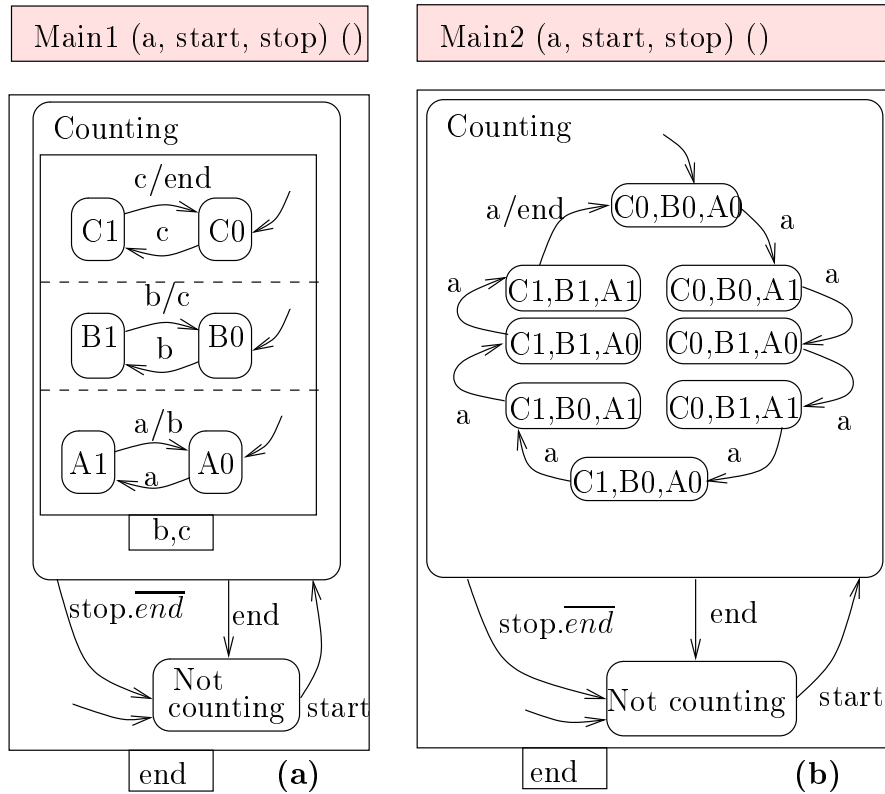 Main1 (a, start, stop) ()
Counting
c/end
C1
c
C0
b/c
B1
b
B0
a/b
A1
a
A0
b,c
stop.end
end
Not
counting
start
end
(a)
Main2 (a, start, stop) ()
Counting
a/end
C0,B0,A0
a
a
C1,B1,A1
C0,B0,A1
a
C1,B1,A0
C0,B1,A0
a
C1,B0,A1
C0,B1,A1
a
a
a
C1,B0,A0
stop.end
end
Not counting
start
end
(b)